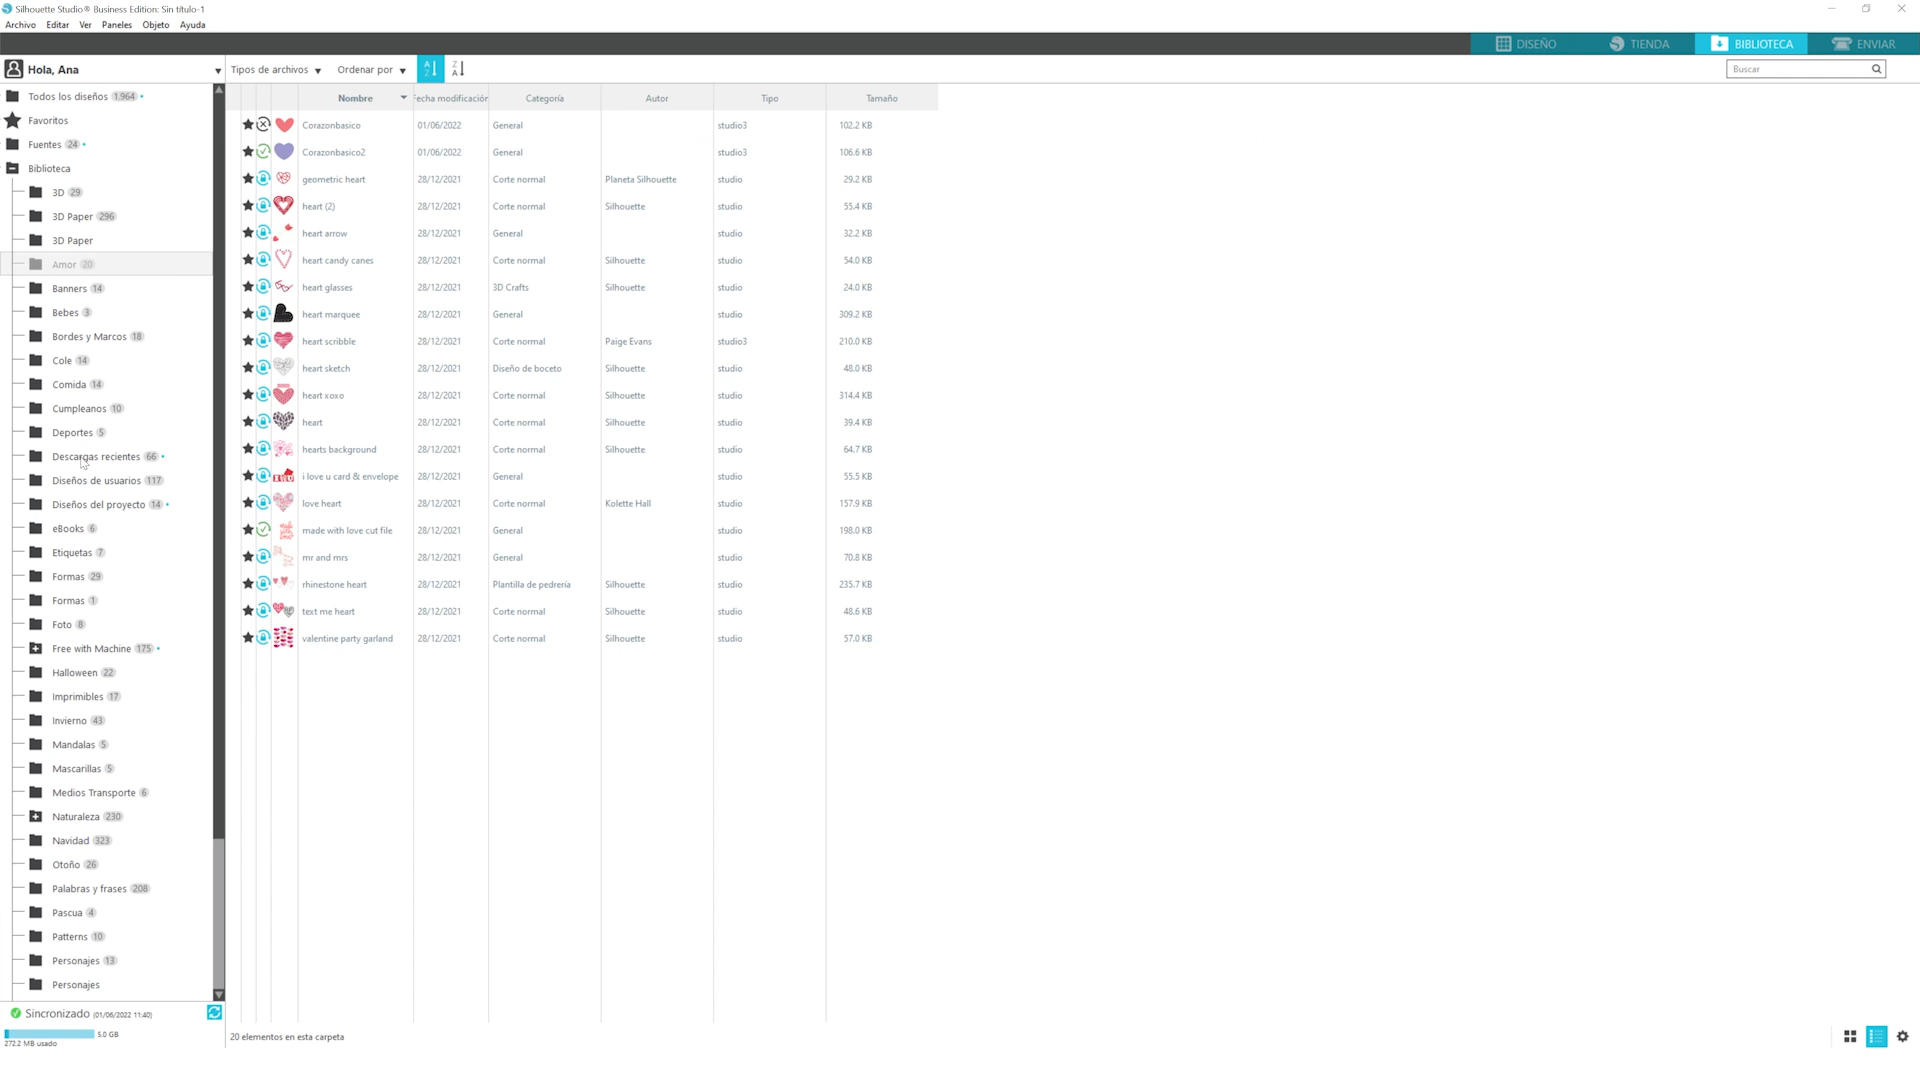 Silhouette Studio® Business Edition: Sin título-1
Archivo Editar Ver Paneles Objeto Ayuda
DISEÑO TIENDA BIBLIOTECA ENVIAR
Hola, Ana
Tipos de archivos Ordenar por A Z Z A Buscar
Todos los diseños 1.964
Favoritos
Fuentes 24
Biblioteca
3D 29
3D Paper 296
3D Paper
Amor 20
Banners 14
Bebes 3
Bordes y Marcos 18
Cole 14
Comida 14
Cumpleanos 10
Deportes 5
Descargas recientes 66
Diseños de usuarios 117
Diseños del proyecto 14
eBooks 6
Etiquetas 7
Formas 29
Formas 1
Foto 8
Free with Machine 175
Halloween 22
Imprimibles 17
Invierno 43
Mandalas 5
Mascarillas 5
Medios Transporte 6
Naturaleza 230
Navidad 323
Otoño 26
Palabras y frases 208
Pascua 4
Patterns 10
Personajes 13
Personajes
Sincronizado (01/06/2022 11:40)
5.0 GB
272.2 MB usado
Nombre Fecha modificación Categoría Autor Tipo Tamaño
Corazonbasico 01/06/2022 General studio3 102.2 KB
Corazonbasico2 01/06/2022 General studio3 106.6 KB
geometric heart 28/12/2021 Corte normal Planeta Silhouette studio 29.2 KB
heart (2) 28/12/2021 Corte normal Silhouette studio 55.4 KB
heart arrow 28/12/2021 General studio 32.2 KB
heart candy canes 28/12/2021 Corte normal Silhouette studio 54.0 KB
heart glasses 28/12/2021 3D Crafts Silhouette studio 24.0 KB
heart marquee 28/12/2021 General studio 309.2 KB
heart scribble 28/12/2021 Corte normal Paige Evans studio3 210.0 KB
heart sketch 28/12/2021 Diseño de boceto Silhouette studio 48.0 KB
heart xoxo 28/12/2021 Corte normal Silhouette studio 314.4 KB
heart 28/12/2021 Corte normal Silhouette studio 39.4 KB
hearts background 28/12/2021 Corte normal Silhouette studio 64.7 KB
i love u card & envelope 28/12/2021 General studio 55.5 KB
love heart 28/12/2021 Corte normal Kolette Hall studio 157.9 KB
made with love cut file 28/12/2021 General studio 198.0 KB
mr and mrs 28/12/2021 General studio 70.8 KB
rhinestone heart 28/12/2021 Plantilla de pedrería Silhouette studio 235.7 KB
text me heart 28/12/2021 Corte normal Silhouette studio 48.6 KB
valentine party garland 28/12/2021 Corte normal Silhouette studio 57.0 KB
20 elementos en esta carpeta